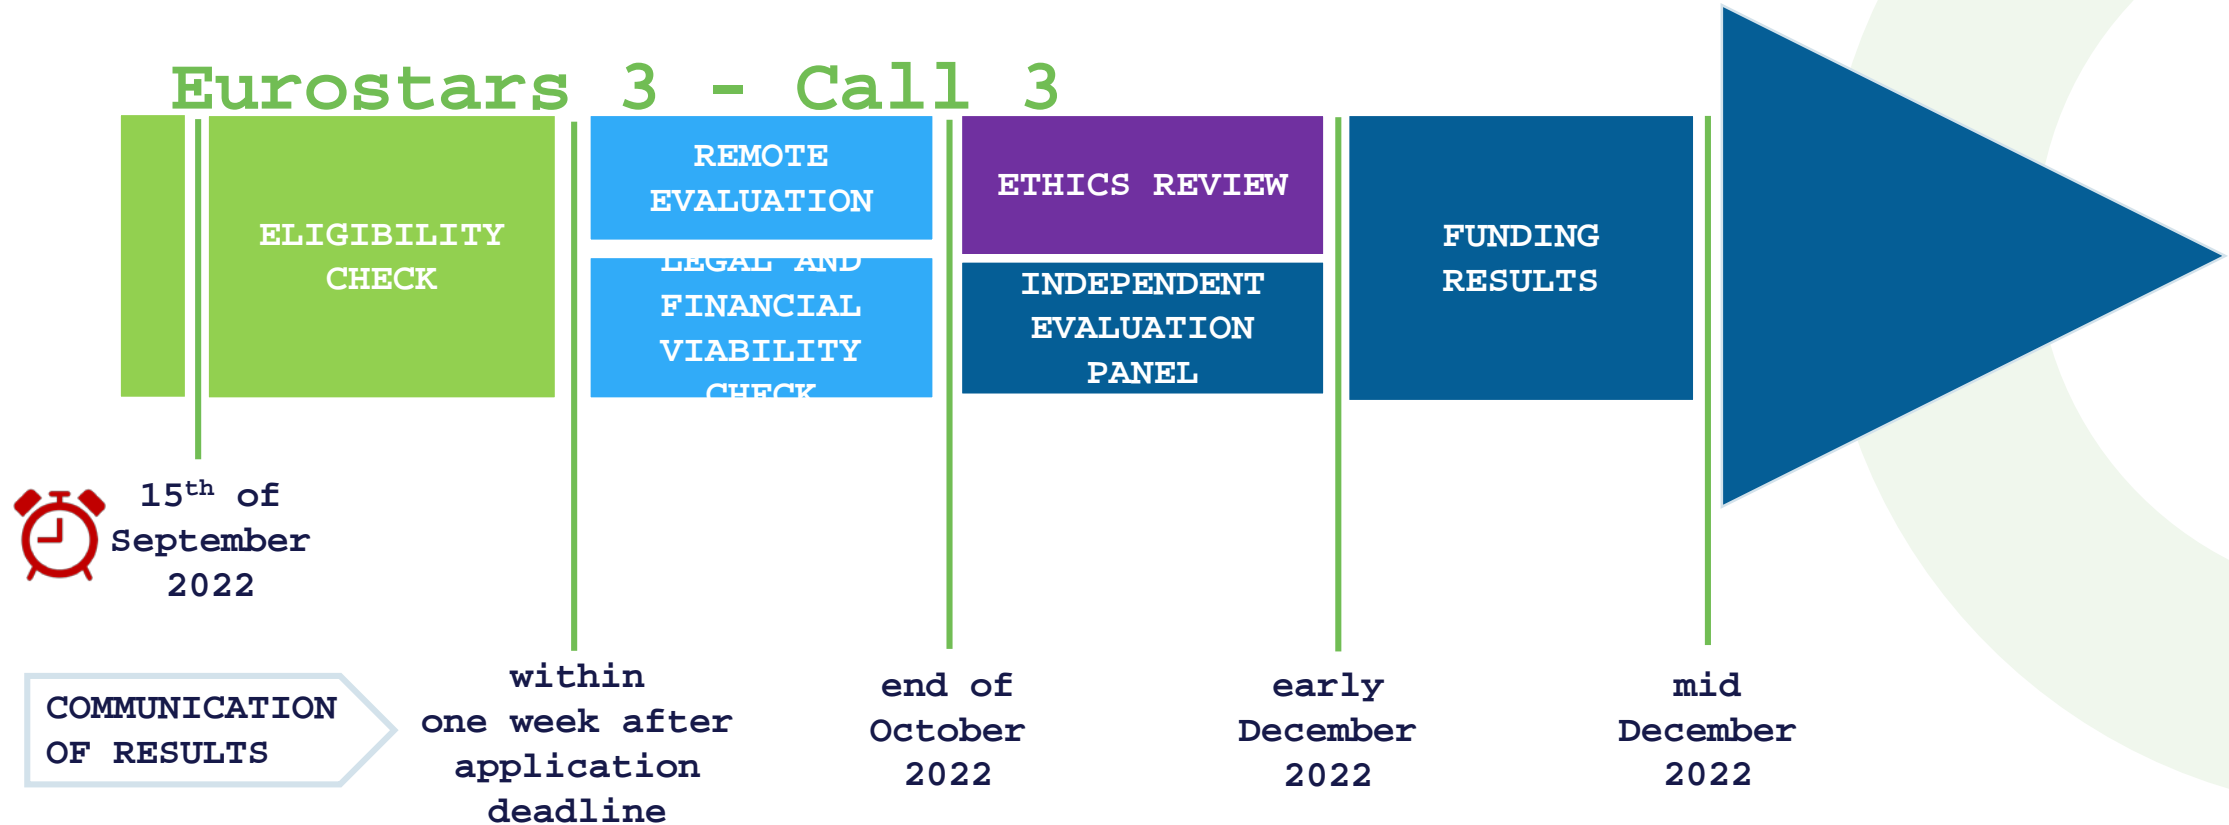 Eurostars 3 - Call 3
ELIGIBILITY
CHECK
REMOTE
EVALUATION
LEGAL AND
FINANCIAL
VIABILITY
CHECK
ETHICS REVIEW
INDEPENDENT
EVALUATION
PANEL
FUNDING
RESULTS
15th of
September
2022
COMMUNICATION
OF RESULTS
within
one week after
application
deadline
end of
October
2022
early
December
2022
mid
December
2022